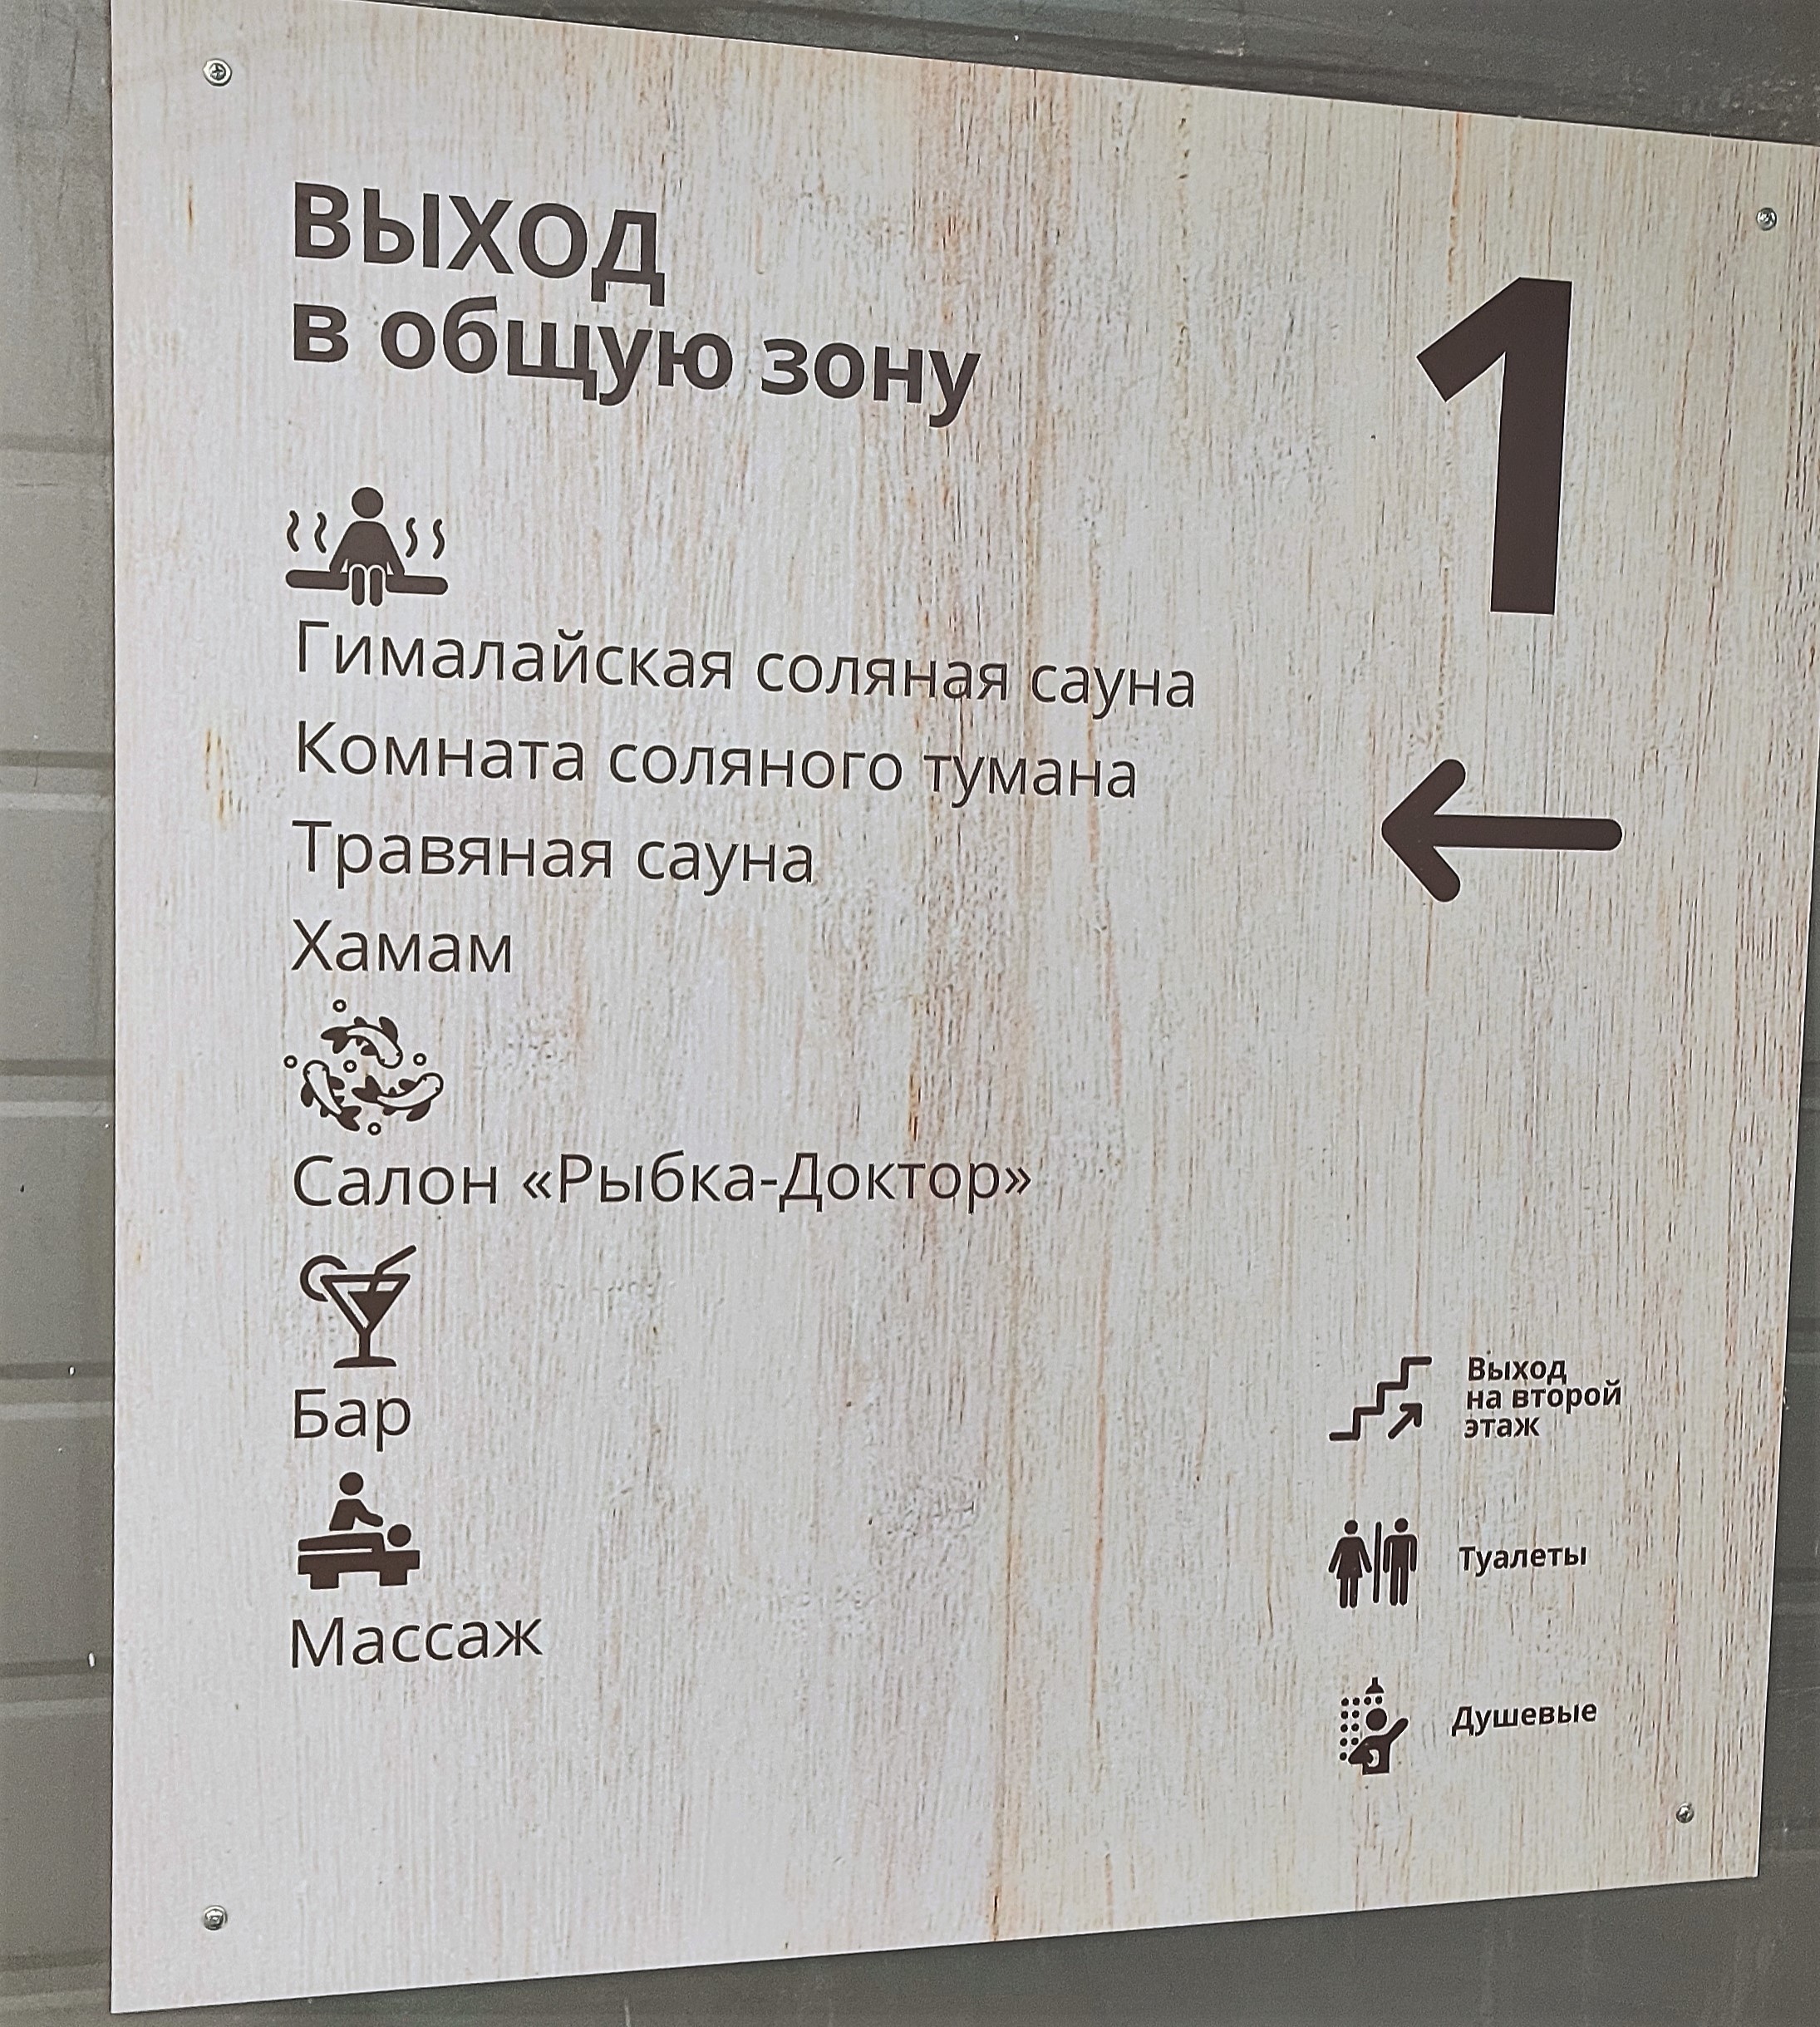 ВЫХОД
в общую зону
1
Гималайская соляная сауна
Комната соляного тумана
Травяная сауна
Хамам
Салон «Рыбка-Доктор»
Бар
Массаж
Выход
на второй
этаж
Туалеты
Душевые